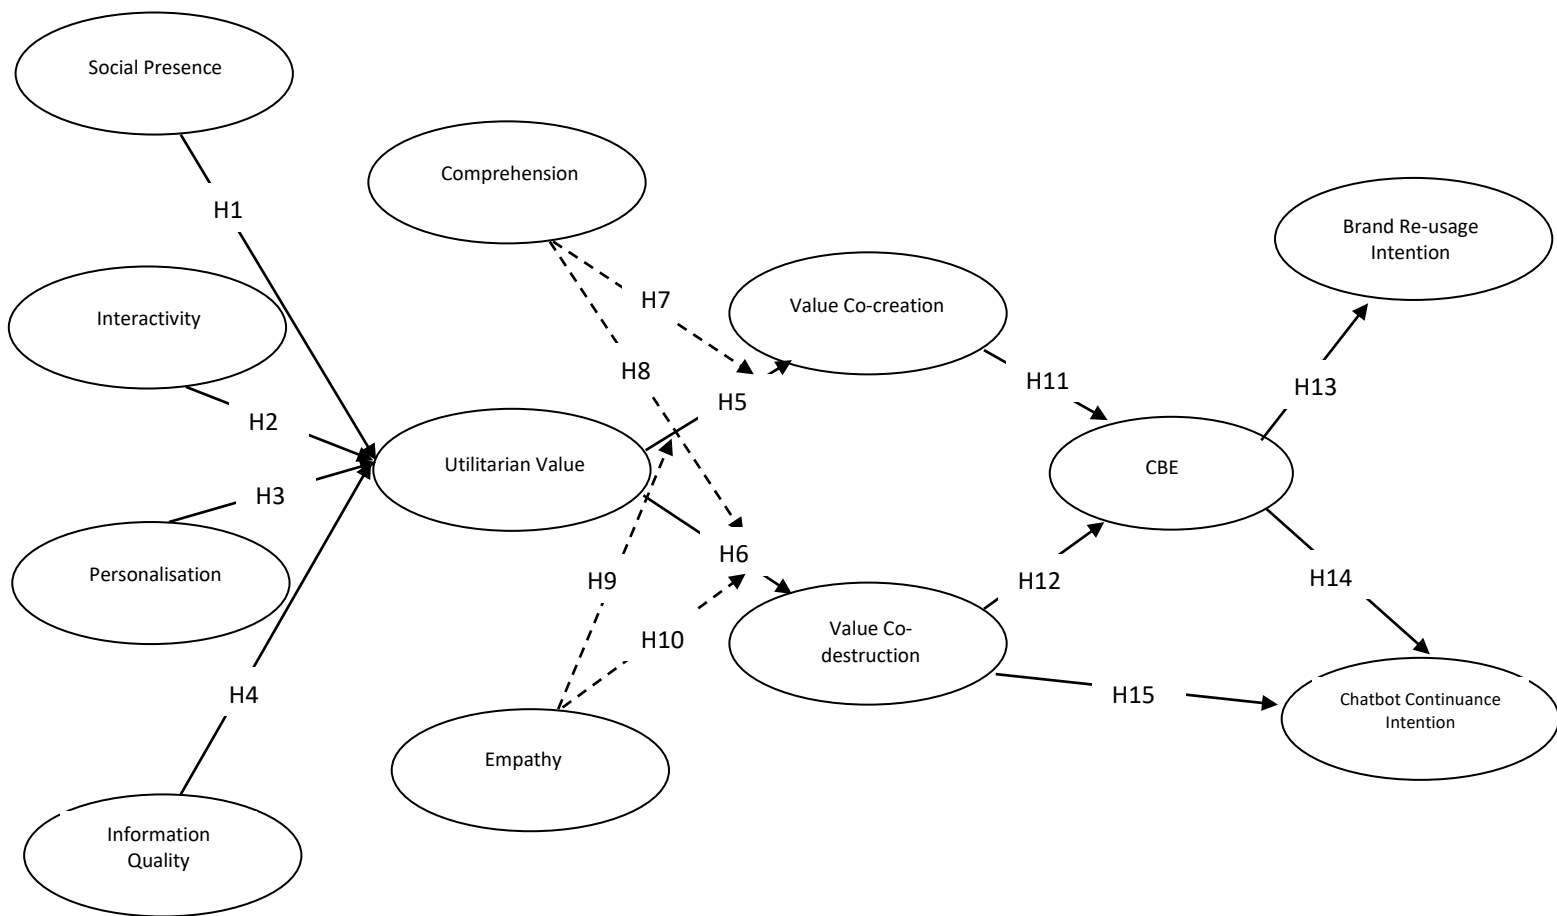 Social Presence
H1
Interactivity
H2
H3
Personalisation
H4
Information
Quality
Comprehension
Utilitarian Value
Empathy
H7
H8
H5
H6
H9
H10
Value Co-creation
Value Co-
destruction
H11
H12
H15
CBE
H13
H14
Brand Re-usage
Intention
Chatbot Continuance
Intention